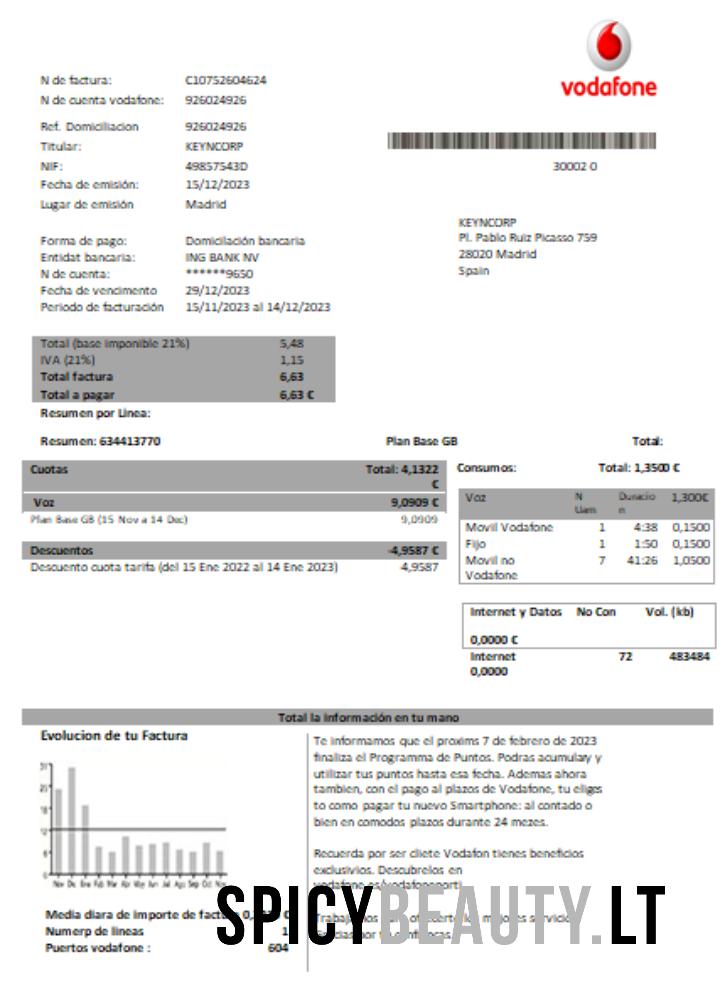 vodafone
N de factura: C10752604624
N de cuenta vodafone: 926024926
Ref. Domiciliacion 926024926
Titular: KEYNCORP
NIF: 49857543D
30002 0
Fecha de emisión: 15/12/2023
Lugar de emisión Madrid
KEYNCORP
Pl. Pablo Ruiz Picasso 759
28020 Madrid
Spain
Forma de pago: Domicilación bancaria
Entidat bancaria: ING BANK NV
N de cuenta: ******9650
Fecha de vencimento 29/12/2023
Periodo de facturación 15/11/2023 al 14/12/2023
Total (base imponible 21%) 5,48
IVA (21%) 1,15
Total factura 6,63
Total a pagar 6,63 €
Resumen por Linea:
Resumen: 634413770 Plan Base GB Total:
Cuotas Total: 4,1322
€
Voz 9,0909 €
Plan Base GB (15 Nov a 14 Dec) 9,0909
Descuentos -4,9587 €
Descuento cuota tarifa (del 15 Ene 2022 al 14 Ene 2023) 4,9587
Consumos: Total: 1,3500 €
Voz N Duracio 1,300€
n
Movil Vodafone 1 4:38 0,1500
Fijo 1 1:50 0,1500
Movil no 7 41:26 1,0500
Vodafone
Internet y Datos No Con Vol. (kb)
0,0000 €
Internet 72 483484
0,0000
Total la información en tu mano
Evolucion de tu Factura
Nov Dic Ene Feb Mar Abr May Jun Jul Ago Sep Oct Nov
Media diara de importe de
Numerp de lineas 1
Puertos vodafone : 604
Te informamos que el proxims 7 de febrero de 2023
finaliza el Programa de Puntos. Podras acumulay y
utilizar tus puntos hasta esa fecha. Ademas ahora
tambien, con el pago al plazos de Vodafone, tu eliges
to como pagar tu nuevo Smartphone: al contado o
bien en comodos plazos durante 24 mezes.
Recuerda por ser cliete Vodafon tienes beneficios
exclusivios. Descubrelos en
SPICYBEAUTY.LT